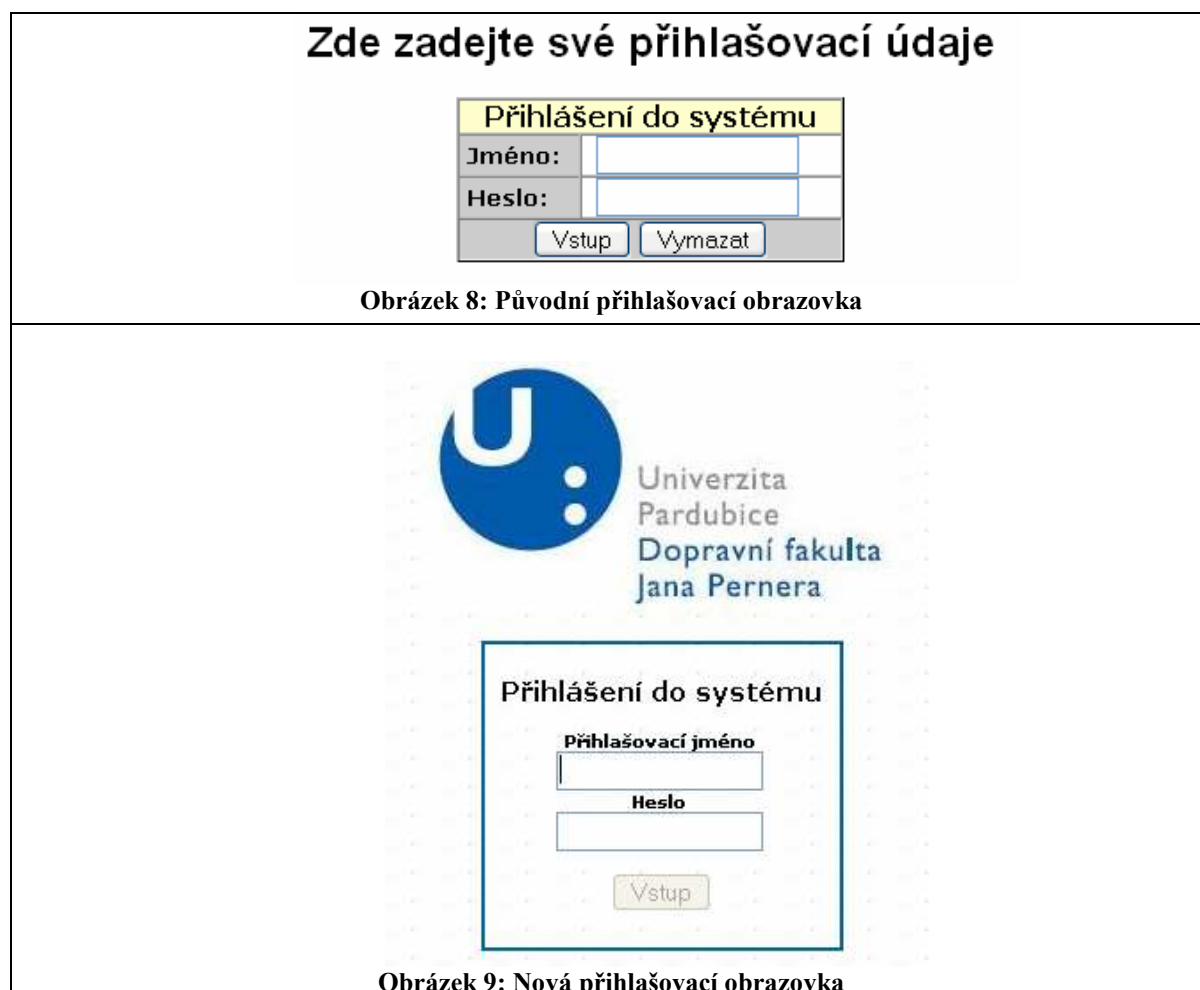 Zde zadejte své přihlašovací údaje
Přihlášení do systému
Jméno:
Heslo:
Vstup Vymazat
Obrázek 8: Původní přihlašovací obrazovka
U:
Univerzita
Pardubice
Dopravní fakulta
Jana Pernera
Přihlášení do systému
Přihlašovací jméno
Heslo
Vstup
Obrázek 9: Nová přihlašovací obrazovka